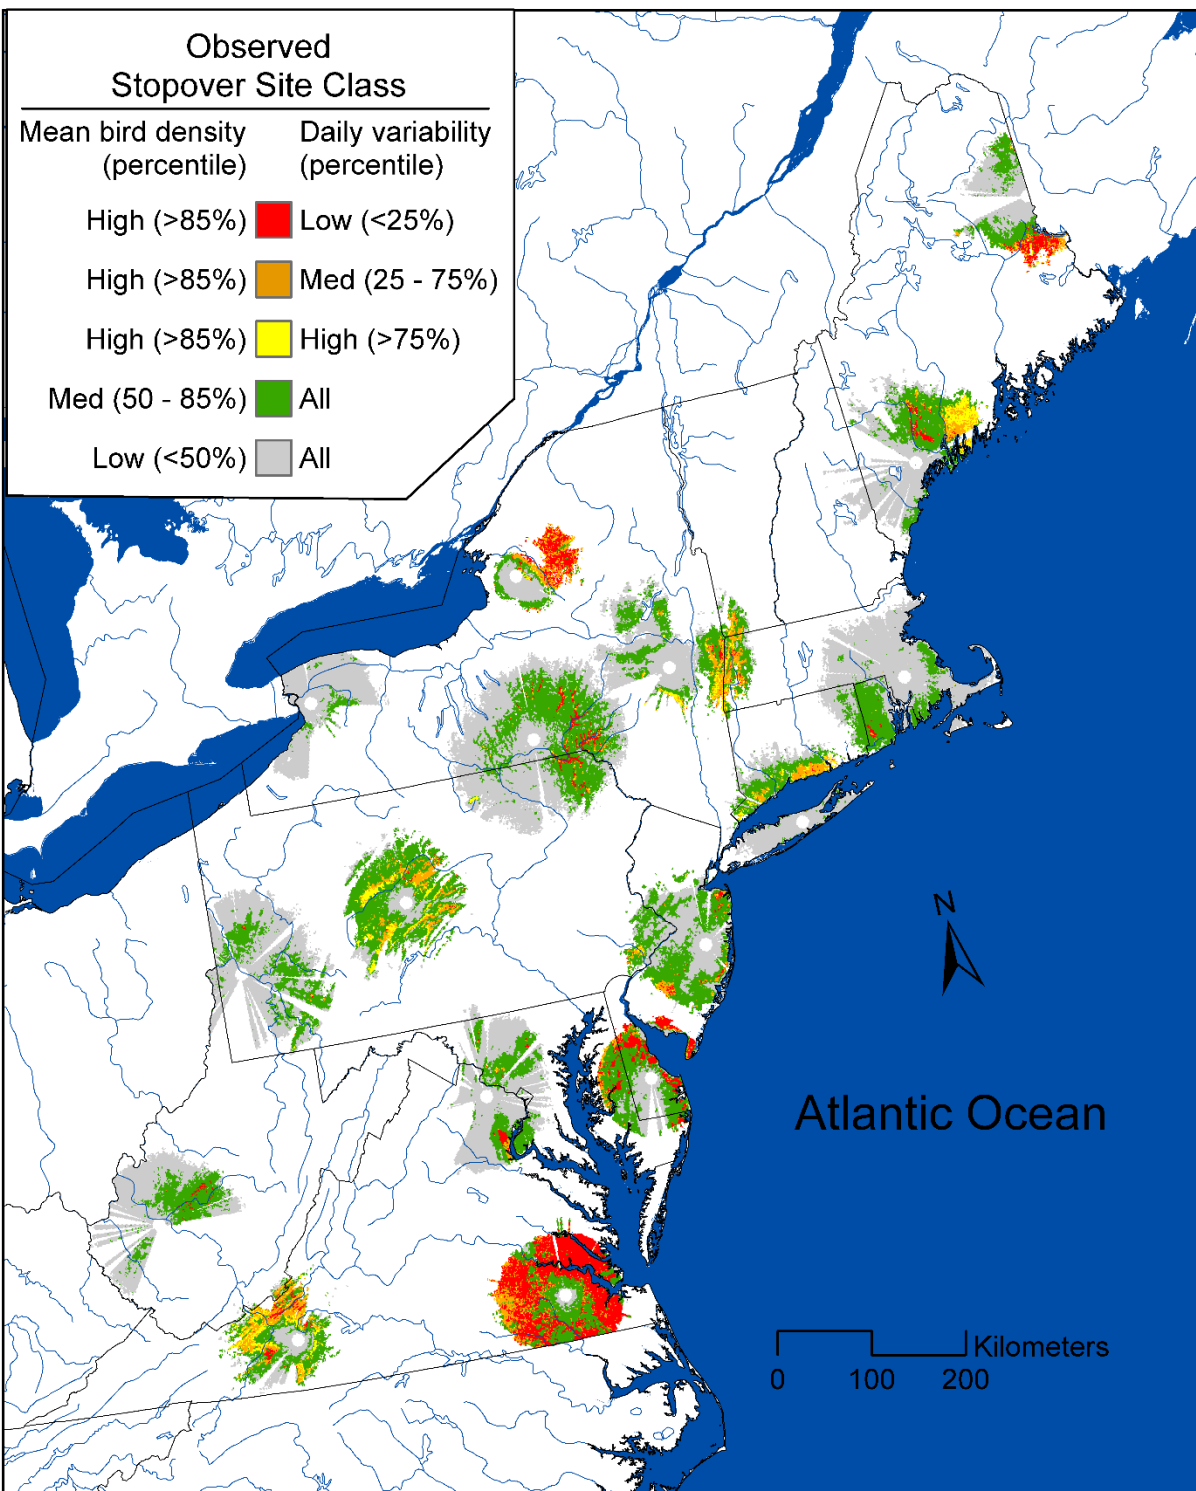 Observed
Stopover Site Class
Mean bird density Daily variability
(percentile) (percentile)
High (>85%) Low (<25%)
High (>85%) Med (25 - 75%)
High (>85%) High (>75%)
Med (50 - 85%) All
Low (<50%) All
N
Atlantic Ocean
Kilometers
0 100 200